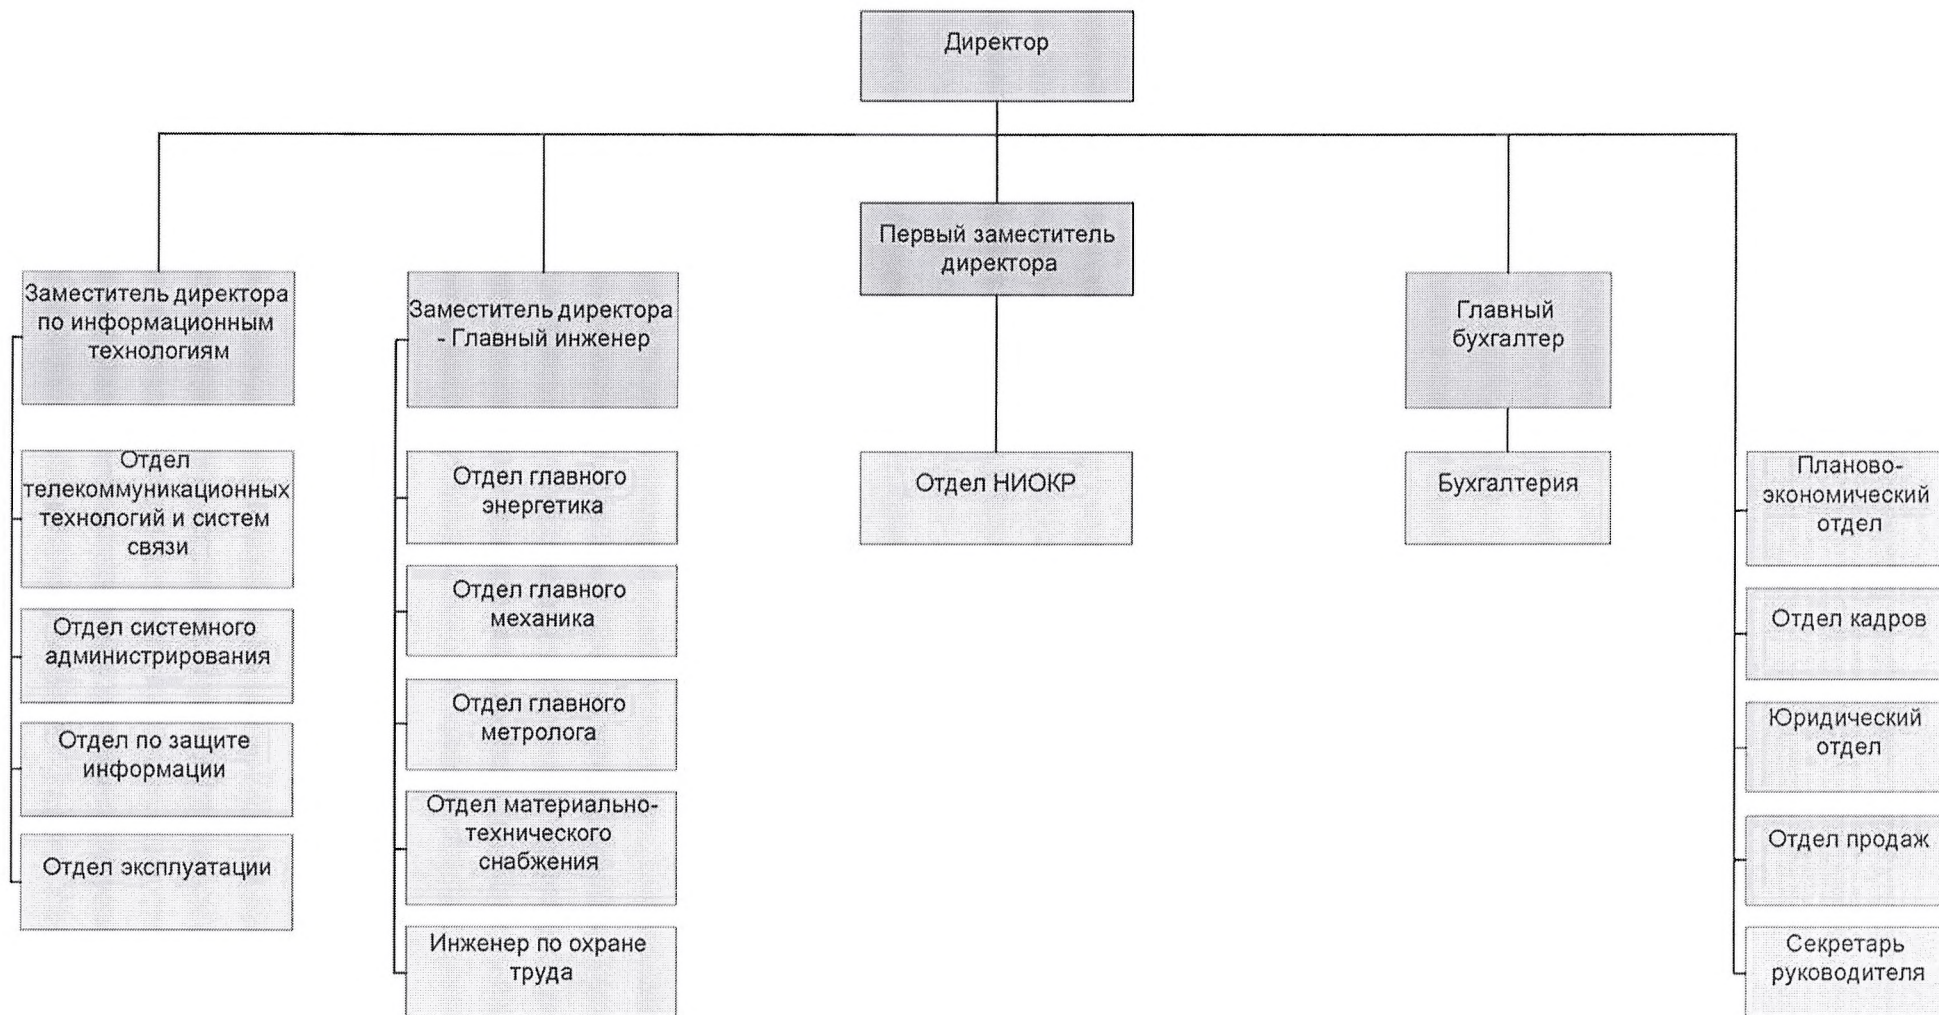 Директор
Первый заместитель
директора
Заместитель директора
по информационным
технологиям
Заместитель директора
- Главный инженер
Главный
бухгалтер
Отдел
телекоммуникационных
технологий и систем
связи
Отдел системного
администрирования
Отдел по защите
информации
Отдел эксплуатации
Отдел главного
энергетика
Отдел главного
механика
Отдел главного
метролога
Отдел материально-
технического
снабжения
Инженер по охране
труда
Отдел НИОКР
Бухгалтерия
Планово-
экономический
отдел
Отдел кадров
Юридический
отдел
Отдел продаж
Секретарь
руководителя